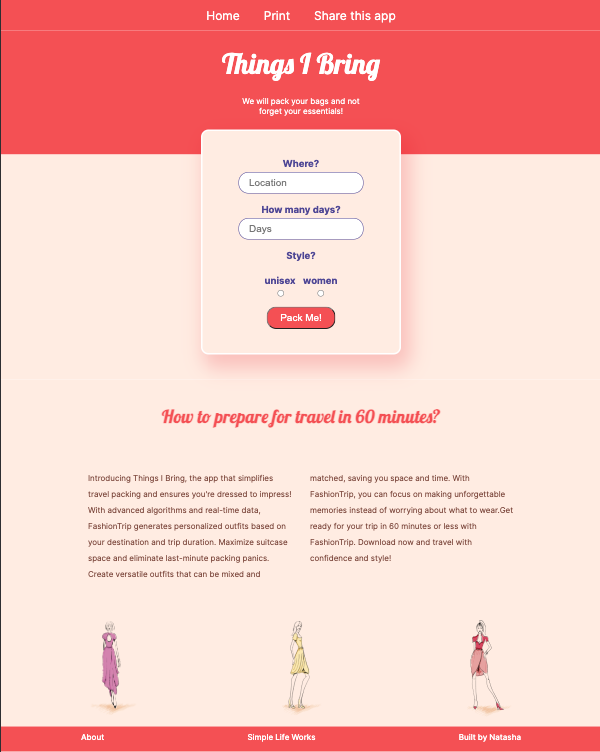 Home Print Share this app
Things I Bring
We will pack your bags and not
forget your essentials!
Where?
Location
How many days?
Days
Style?
unisex women
Pack Me!
How to prepare for travel in 60 minutes?
Introducing Things I Bring, the app that simplifies
travel packing and ensures you're dressed to impress!
With advanced algorithms and real-time data,
FashionTrip generates personalized outfits based on
your destination and trip duration. Maximize suitcase
space and eliminate last-minute packing panics.
Create versatile outfits that can be mixed and
matched, saving you space and time. With
FashionTrip, you can focus on making unforgettable
memories instead of worrying about what to wear.Get
ready for your trip in 60 minutes or less with
FashionTrip. Download now and travel with
confidence and style!
About Simple Life Works Built by Natasha